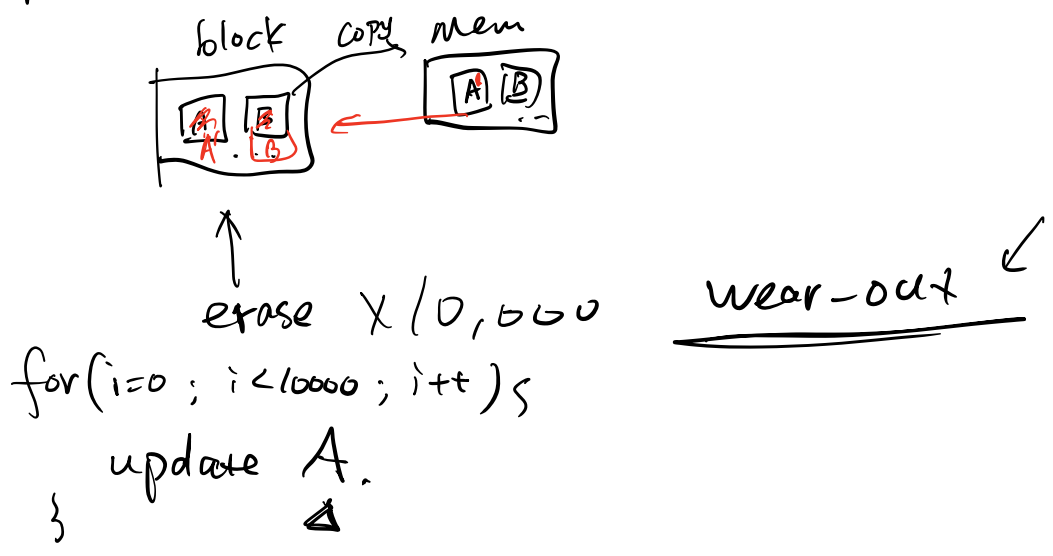 block copy Mem
A' B
A' B
erase X 10,000
wear-out
for(i=0 ; i<10000 ; i++){
update A.
}